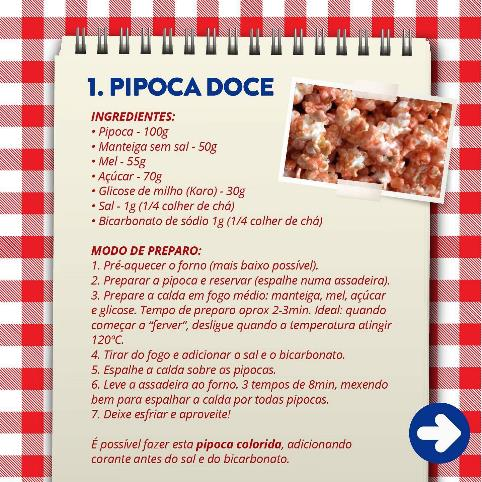 1. PIPOCA DOCE
INGREDIENTES:
• Pipoca - 100g
• Manteiga sem sal - 50g
• Mel - 55g
• Açúcar - 70g
• Glicose de milho (Karo) - 30g
• Sal - 1g (1/4 colher de chá)
• Bicarbonato de sódio 1g (1/4 colher de chá)
MODO DE PREPARO:
1. Pré-aquecer o forno (mais baixo possível).
2. Preparar a pipoca e reservar (espalhe numa assadeira).
3. Prepare a calda em fogo médio: manteiga, mel, açúcar
e glicose. Tempo de preparo aprox 2-3min. Ideal: quando
começar a “ferver”, desligue quando a temperatura atingir
120ºC.
4. Tirar do fogo e adicionar o sal e o bicarbonato.
5. Espalhe a calda sobre as pipocas.
6. Leve a assadeira ao forno. 3 tempos de 8min, mexendo
bem para espalhar a calda por todas pipocas.
7. Deixe esfriar e aproveite!
É possível fazer esta pipoca colorida, adicionando
corante antes do sal e do bicarbonato.